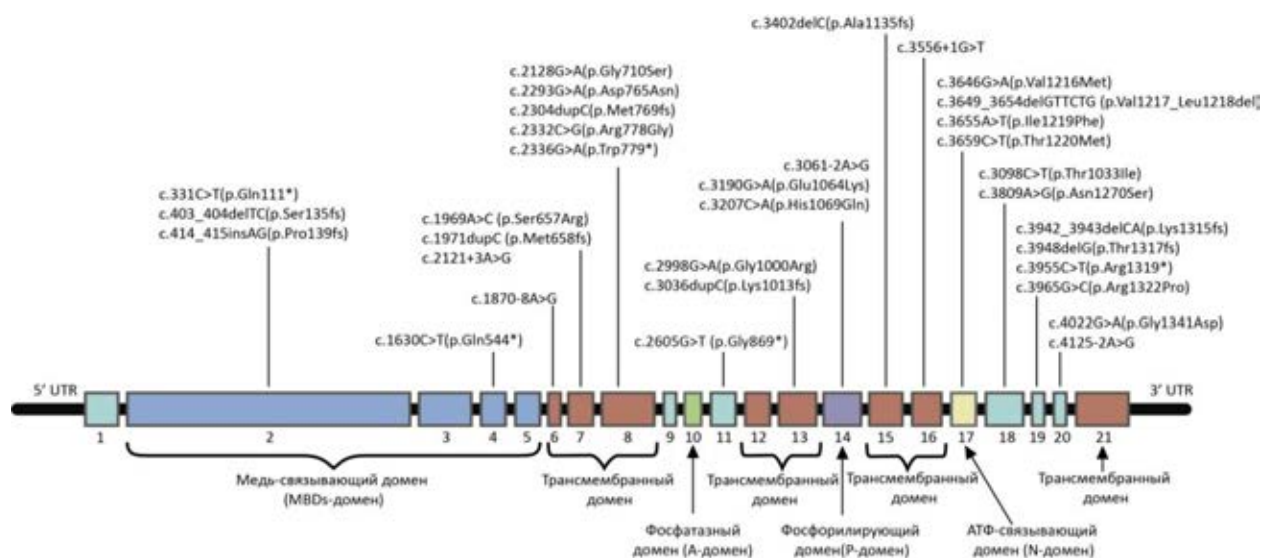 c.3402delC(p.Ala1135fs)
c.3556+1G>T
c.2128G>A(p.Gly710Ser)
c.2293G>A(p.Asp765Asn)
c.2304dupC(p.Met769fs)
c.2332C>G(p.Arg778Gly)
c.2336G>A(p.Trp779*)
c.3646G>A(p.Val1216Met)
c.3649_3654delGTTCTG (p.Val1217_Leu1218del)
c.3655A>T(p.Ile1219Phe)
c.3659C>T(p.Thr1220Met)
c.3061-2A>G
c.3190G>A(p.Glu1064Lys)
c.3207C>A(p.His1069Gln)
c.3098C>T(p.Thr1033Ile)
c.3809A>G(p.Asn1270Ser)
c.331C>T(p.Gln111*)
c.403_404delTC(p.Ser135fs)
c.414_415insAG(p.Pro139fs)
c.1969A>C (p.Ser657Arg)
c.1971dupC (p.Met658fs)
c.2121+3A>G
c.3942_3943delCA(p.Lys1315fs)
c.3948delG(p.Thr1317fs)
c.3955C>T(p.Arg1319*)
c.3965G>C(p.Arg1322Pro)
c.2998G>A(p.Gly1000Arg)
c.3036dupC(p.Lys1013fs)
c.1870-8A>G
c.4022G>A(p.Gly1341Asp)
c.4125-2A>G
c.1630C>T(p.Gln544*)
c.2605G>T (p.Gly869*)
5' UTR
3' UTR
1 2 3 4 5 6 7 8 9 10 11 12 13 14 15 16 17 18 19 20 21
Медь-связывающий домен
(MBDs-домен)
Трансмембранный
домен
Трансмембранный
домен
Трансмембранный
домен
Трансмембранный
домен
Фосфатазный
домен (А-домен)
Фосфорилирующий
домен(Р-домен)
АТФ-связывающий
домен (N-домен)